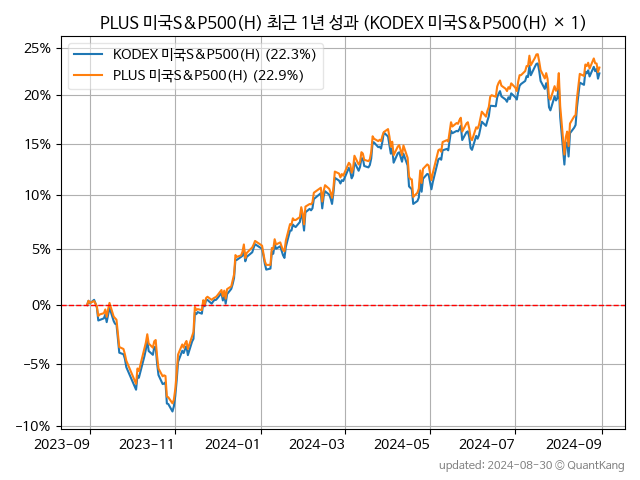 PLUS 미국S&P500(H) 최근 1년 성과 (KODEX 미국S&P500(H) × 1)
KODEX 미국S&P500(H) (22.3%)
PLUS 미국S&P500(H) (22.9%)
25%
20%
15%
10%
5%
0%
−5%
−10%
2023-09 2023-11 2024-01 2024-03 2024-05 2024-07 2024-09
updated: 2024-08-30 © QuantKang